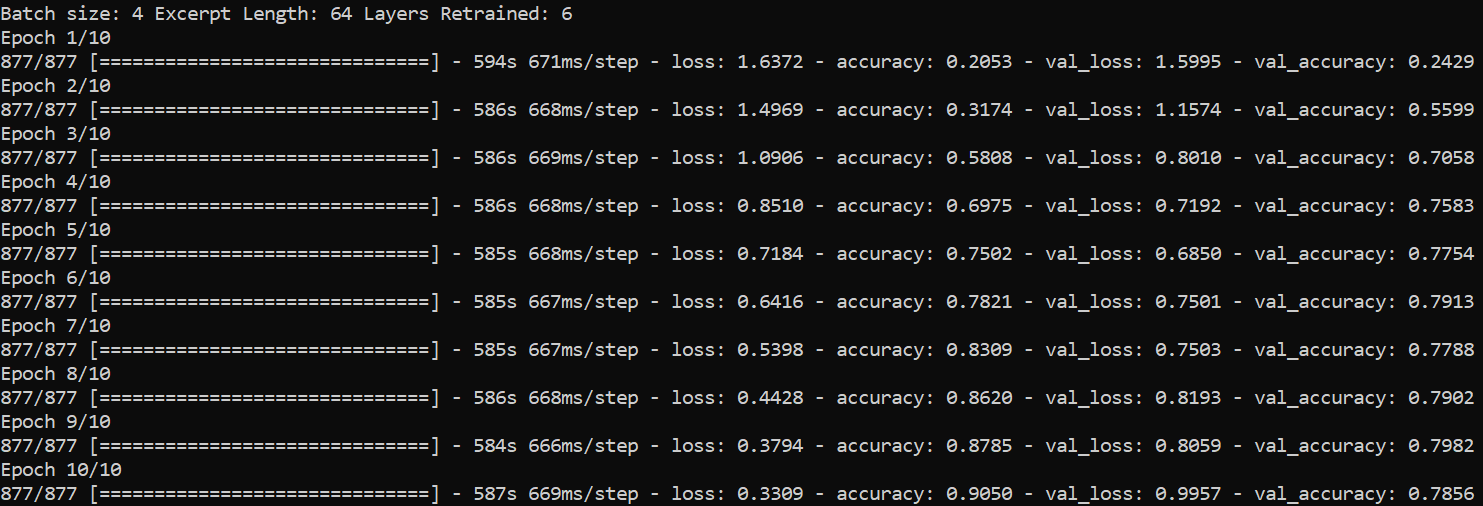 Batch size: 4 Excerpt Length: 64 Layers Retrained: 6
Epoch 1/10
877/877 [==============================] - 594s 671ms/step - loss: 1.6372 - accuracy: 0.2053 - val_loss: 1.5995 - val_accuracy: 0.2429
Epoch 2/10
877/877 [==============================] - 586s 668ms/step - loss: 1.4969 - accuracy: 0.3174 - val_loss: 1.1574 - val_accuracy: 0.5599
Epoch 3/10
877/877 [==============================] - 586s 669ms/step - loss: 1.0906 - accuracy: 0.5808 - val_loss: 0.8010 - val_accuracy: 0.7058
Epoch 4/10
877/877 [==============================] - 586s 668ms/step - loss: 0.8510 - accuracy: 0.6975 - val_loss: 0.7192 - val_accuracy: 0.7583
Epoch 5/10
877/877 [==============================] - 585s 668ms/step - loss: 0.7184 - accuracy: 0.7502 - val_loss: 0.6850 - val_accuracy: 0.7754
Epoch 6/10
877/877 [==============================] - 585s 667ms/step - loss: 0.6416 - accuracy: 0.7821 - val_loss: 0.7501 - val_accuracy: 0.7913
Epoch 7/10
877/877 [==============================] - 585s 667ms/step - loss: 0.5398 - accuracy: 0.8309 - val_loss: 0.7503 - val_accuracy: 0.7788
Epoch 8/10
877/877 [==============================] - 586s 668ms/step - loss: 0.4428 - accuracy: 0.8620 - val_loss: 0.8193 - val_accuracy: 0.7902
Epoch 9/10
877/877 [==============================] - 584s 666ms/step - loss: 0.3794 - accuracy: 0.8785 - val_loss: 0.8059 - val_accuracy: 0.7982
Epoch 10/10
877/877 [==============================] - 587s 669ms/step - loss: 0.3309 - accuracy: 0.9050 - val_loss: 0.9957 - val_accuracy: 0.7856